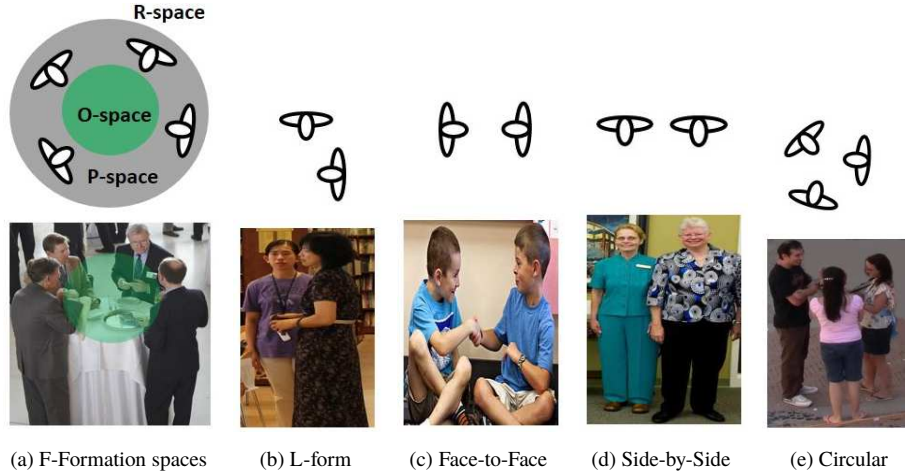 R-space
O-space
P-space
(a) F-Formation spaces
(b) L-form
(c) Face-to-Face
(d) Side-by-Side
(e) Circular